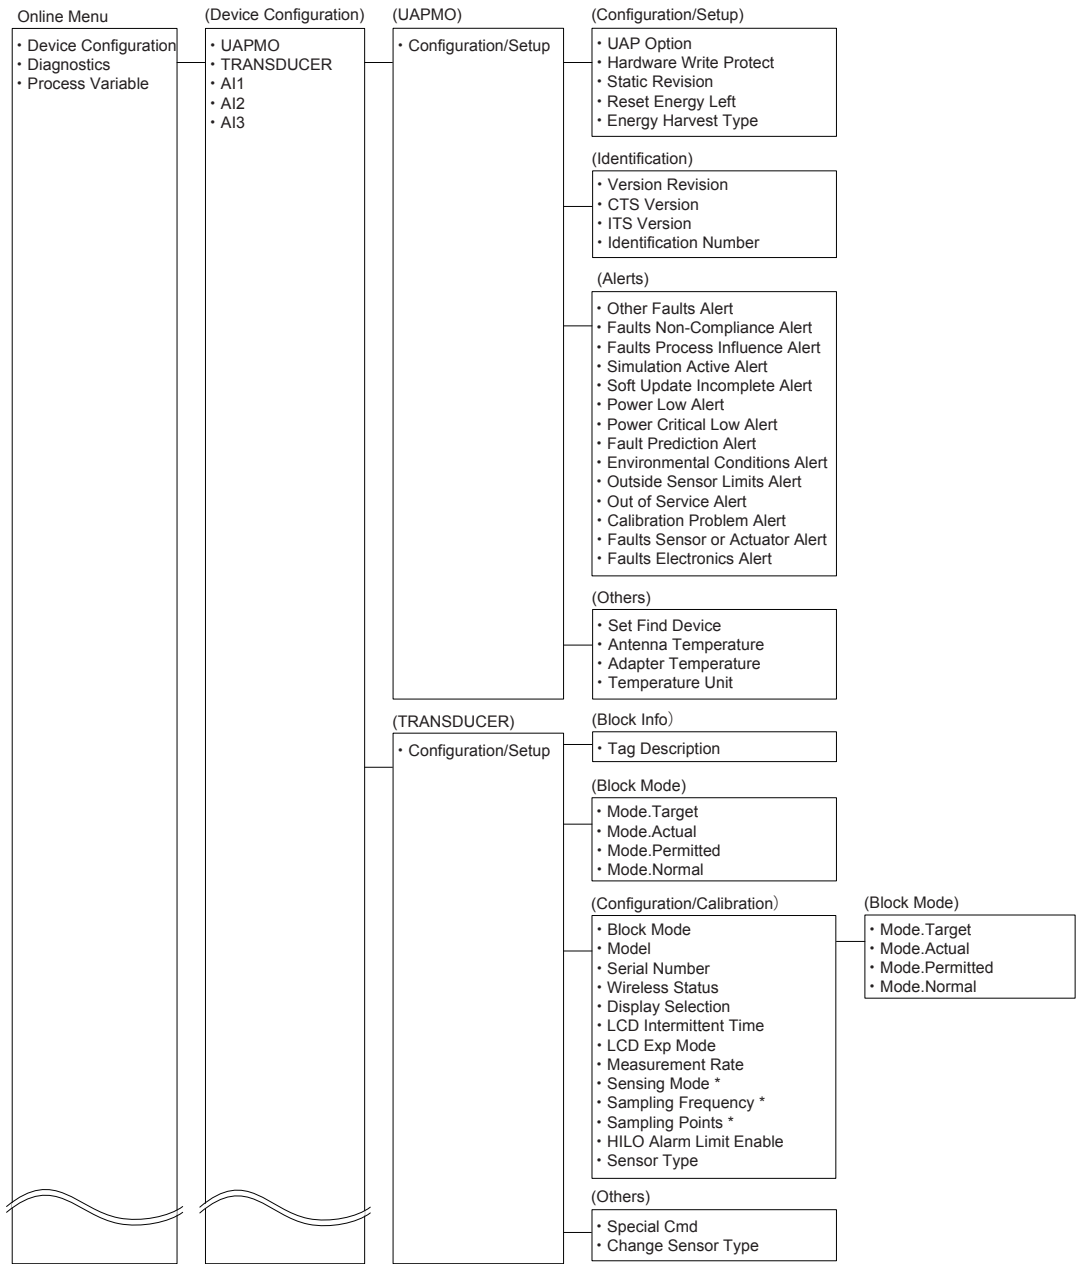 Online Menu
・Device Configuration
・Diagnostics
・Process Variable
(Device Configuration)
・UAPMO
・TRANSDUCER
・AI1
・AI2
・AI3
(UAPMO)
・Configuration/Setup
(Configuration/Setup)
・UAP Option
・Hardware Write Protect
・Static Revision
・Reset Energy Left
・Energy Harvest Type
(Identification)
・Version Revision
・CTS Version
・ITS Version
・Identification Number
(Alerts)
・Other Faults Alert
・Faults Non-Compliance Alert
・Faults Process Influence Alert
・Simulation Active Alert
・Soft Update Incomplete Alert
・Power Low Alert
・Power Critical Low Alert
・Fault Prediction Alert
・Environmental Conditions Alert
・Outside Sensor Limits Alert
・Out of Service Alert
・Calibration Problem Alert
・Faults Sensor or Actuator Alert
・Faults Electronics Alert
(Others)
・Set Find Device
・Antenna Temperature
・Adapter Temperature
・Temperature Unit
(TRANSDUCER)
・Configuration/Setup
(Block Info）
・Tag Description
(Block Mode)
・Mode.Target
・Mode.Actual
・Mode.Permitted
・Mode.Normal
(Configuration/Calibration）
・Block Mode
・Model
・Serial Number
・Wireless Status
・Display Selection
・LCD Intermittent Time
・LCD Exp Mode
・Measurement Rate
・Sensing Mode *
・Sampling Frequency *
・Sampling Points *
・HILO Alarm Limit Enable
・Sensor Type
(Block Mode)
・Mode.Target
・Mode.Actual
・Mode.Permitted
・Mode.Normal
(Others)
・Special Cmd
・Change Sensor Type